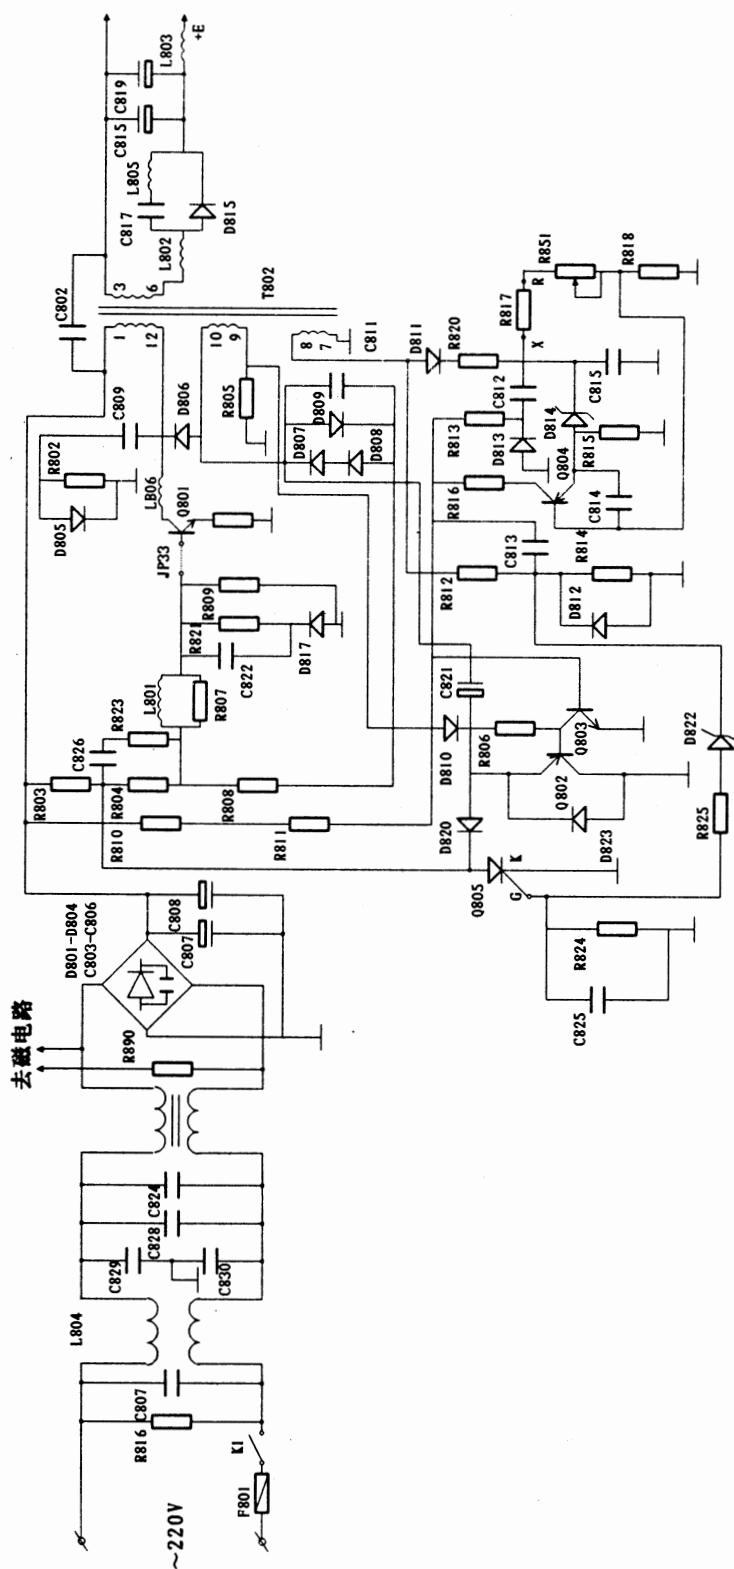 ~220V
F801
K1
R816
C807
L804
C829
C830
C828
C824
去磁电路
R890
D801-D804
C803-C806
C807
C808
R803
C826
R804
R823
R810
R808
R811
L801
R807
C822
R821
R809
D817
JP33
Q801
LB06
D805
R802
C809
D806
C802
1
12
3
6
10
9
8
7
T802
R805
D807
D809
D808
C811
L802
C817
L805
D815
C815
C819
L803
+E
Q805
G
K
D820
C821
D810
R806
Q802
Q803
D823
C825
R824
R825
D822
R812
C813
D812
R814
R816
R813
D813
Q804
C814
D811
R820
C812
D814
R815
C815
X
R817
R
R851
R818